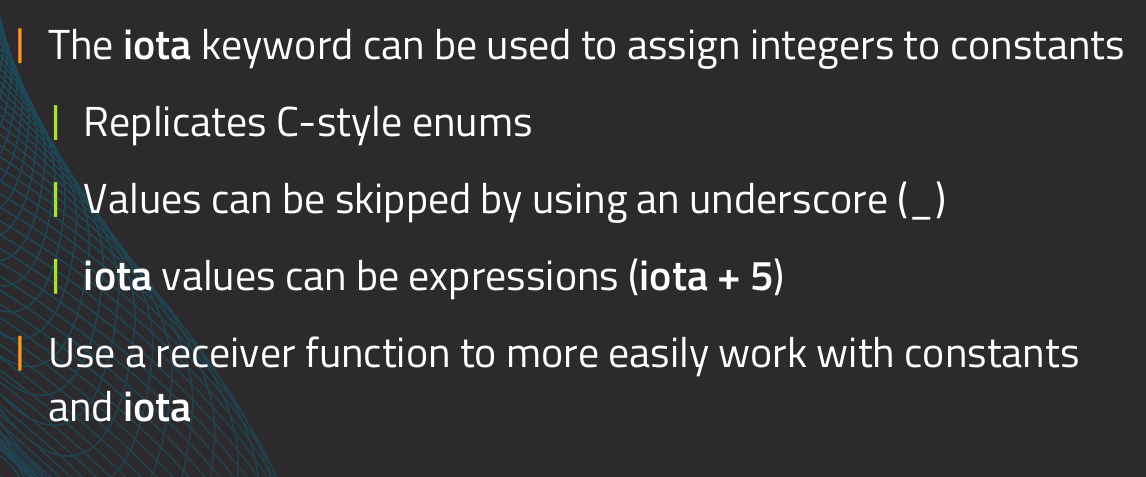 The iota keyword can be used to assign integers to constants
Replicates C-style enums
Values can be skipped by using an underscore (_)
iota values can be expressions (iota + 5)
Use a receiver function to more easily work with constants
and iota